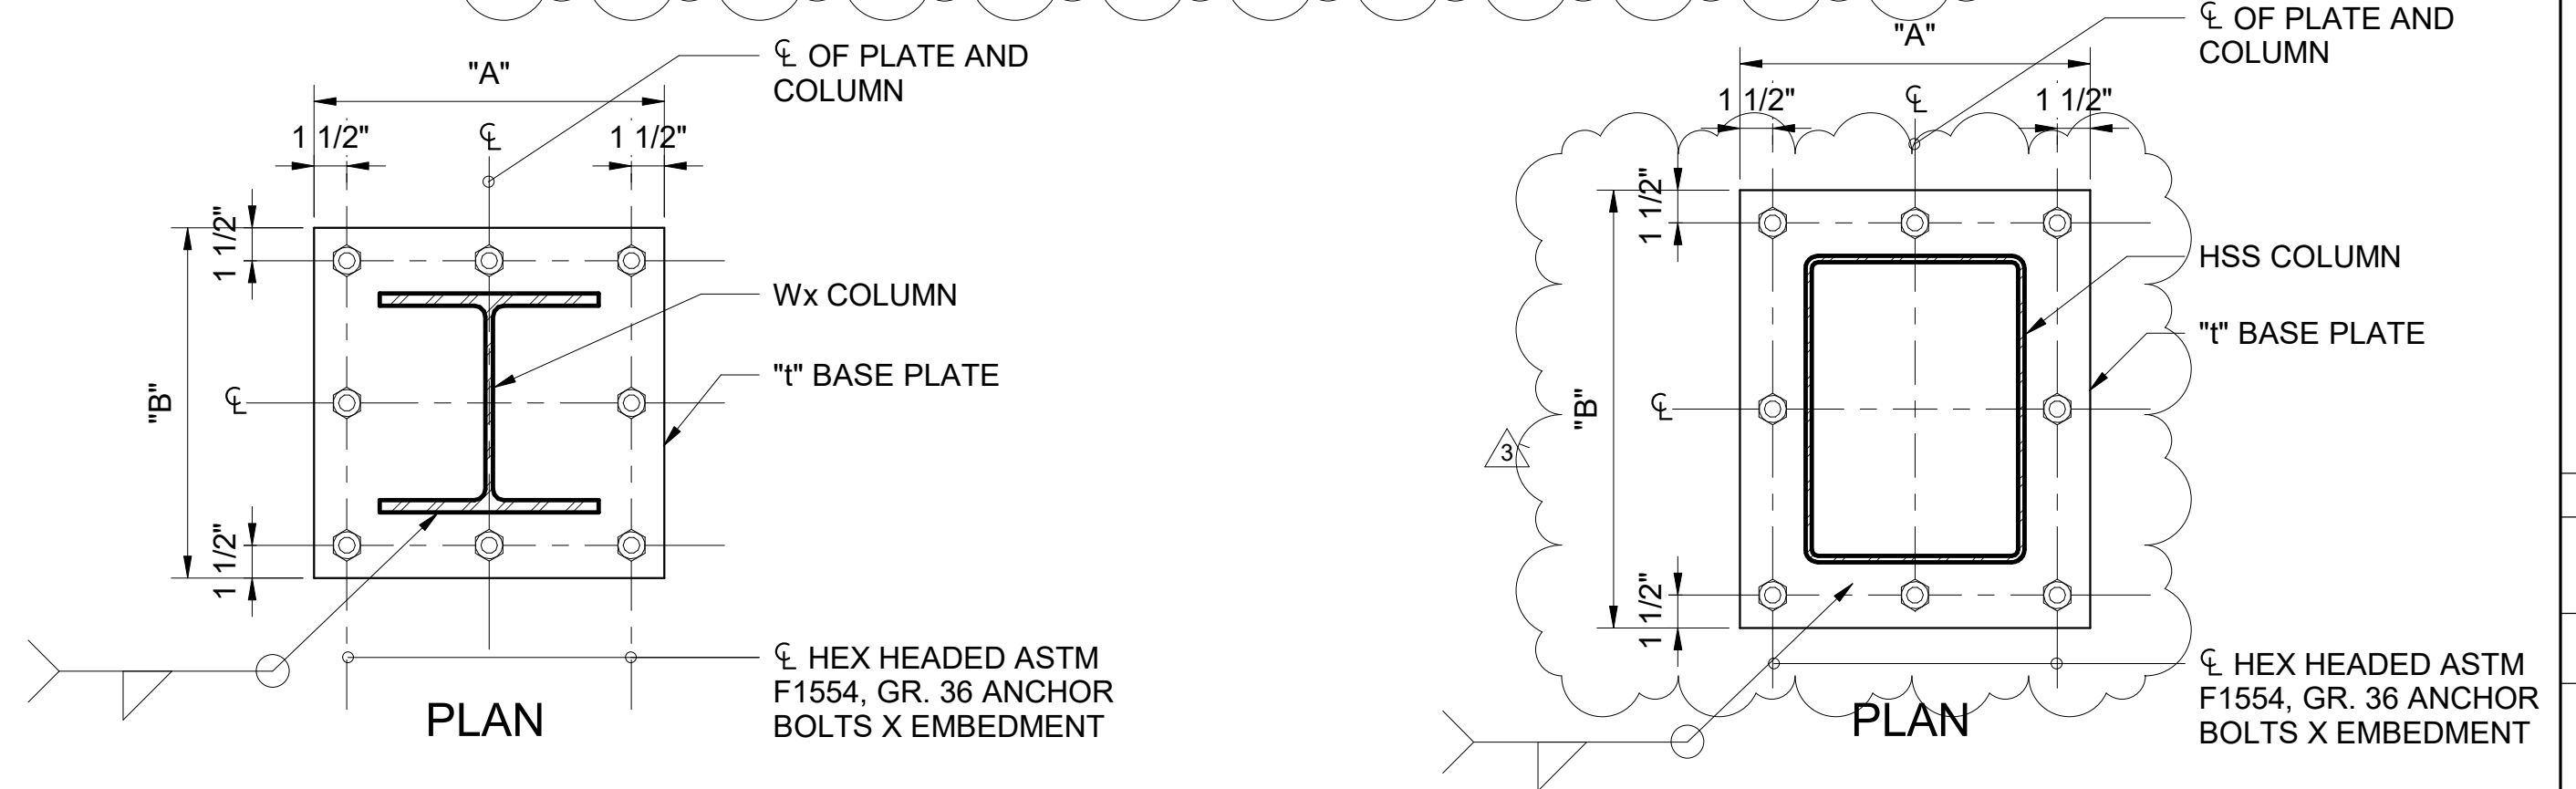 "A"
℄ OF PLATE AND
COLUMN
1 1/2"
℄
1 1/2"
1 1/2"
Wx COLUMN
"t" BASE PLATE
"B"
℄
1 1/2"
℄ HEX HEADED ASTM
F1554, GR. 36 ANCHOR
BOLTS X EMBEDMENT
PLAN
"A"
℄ OF PLATE AND
COLUMN
1 1/2"
℄
1 1/2"
1 1/2"
HSS COLUMN
"t" BASE PLATE
"B"
℄
3
1 1/2"
℄ HEX HEADED ASTM
F1554, GR. 36 ANCHOR
BOLTS X EMBEDMENT
PLAN